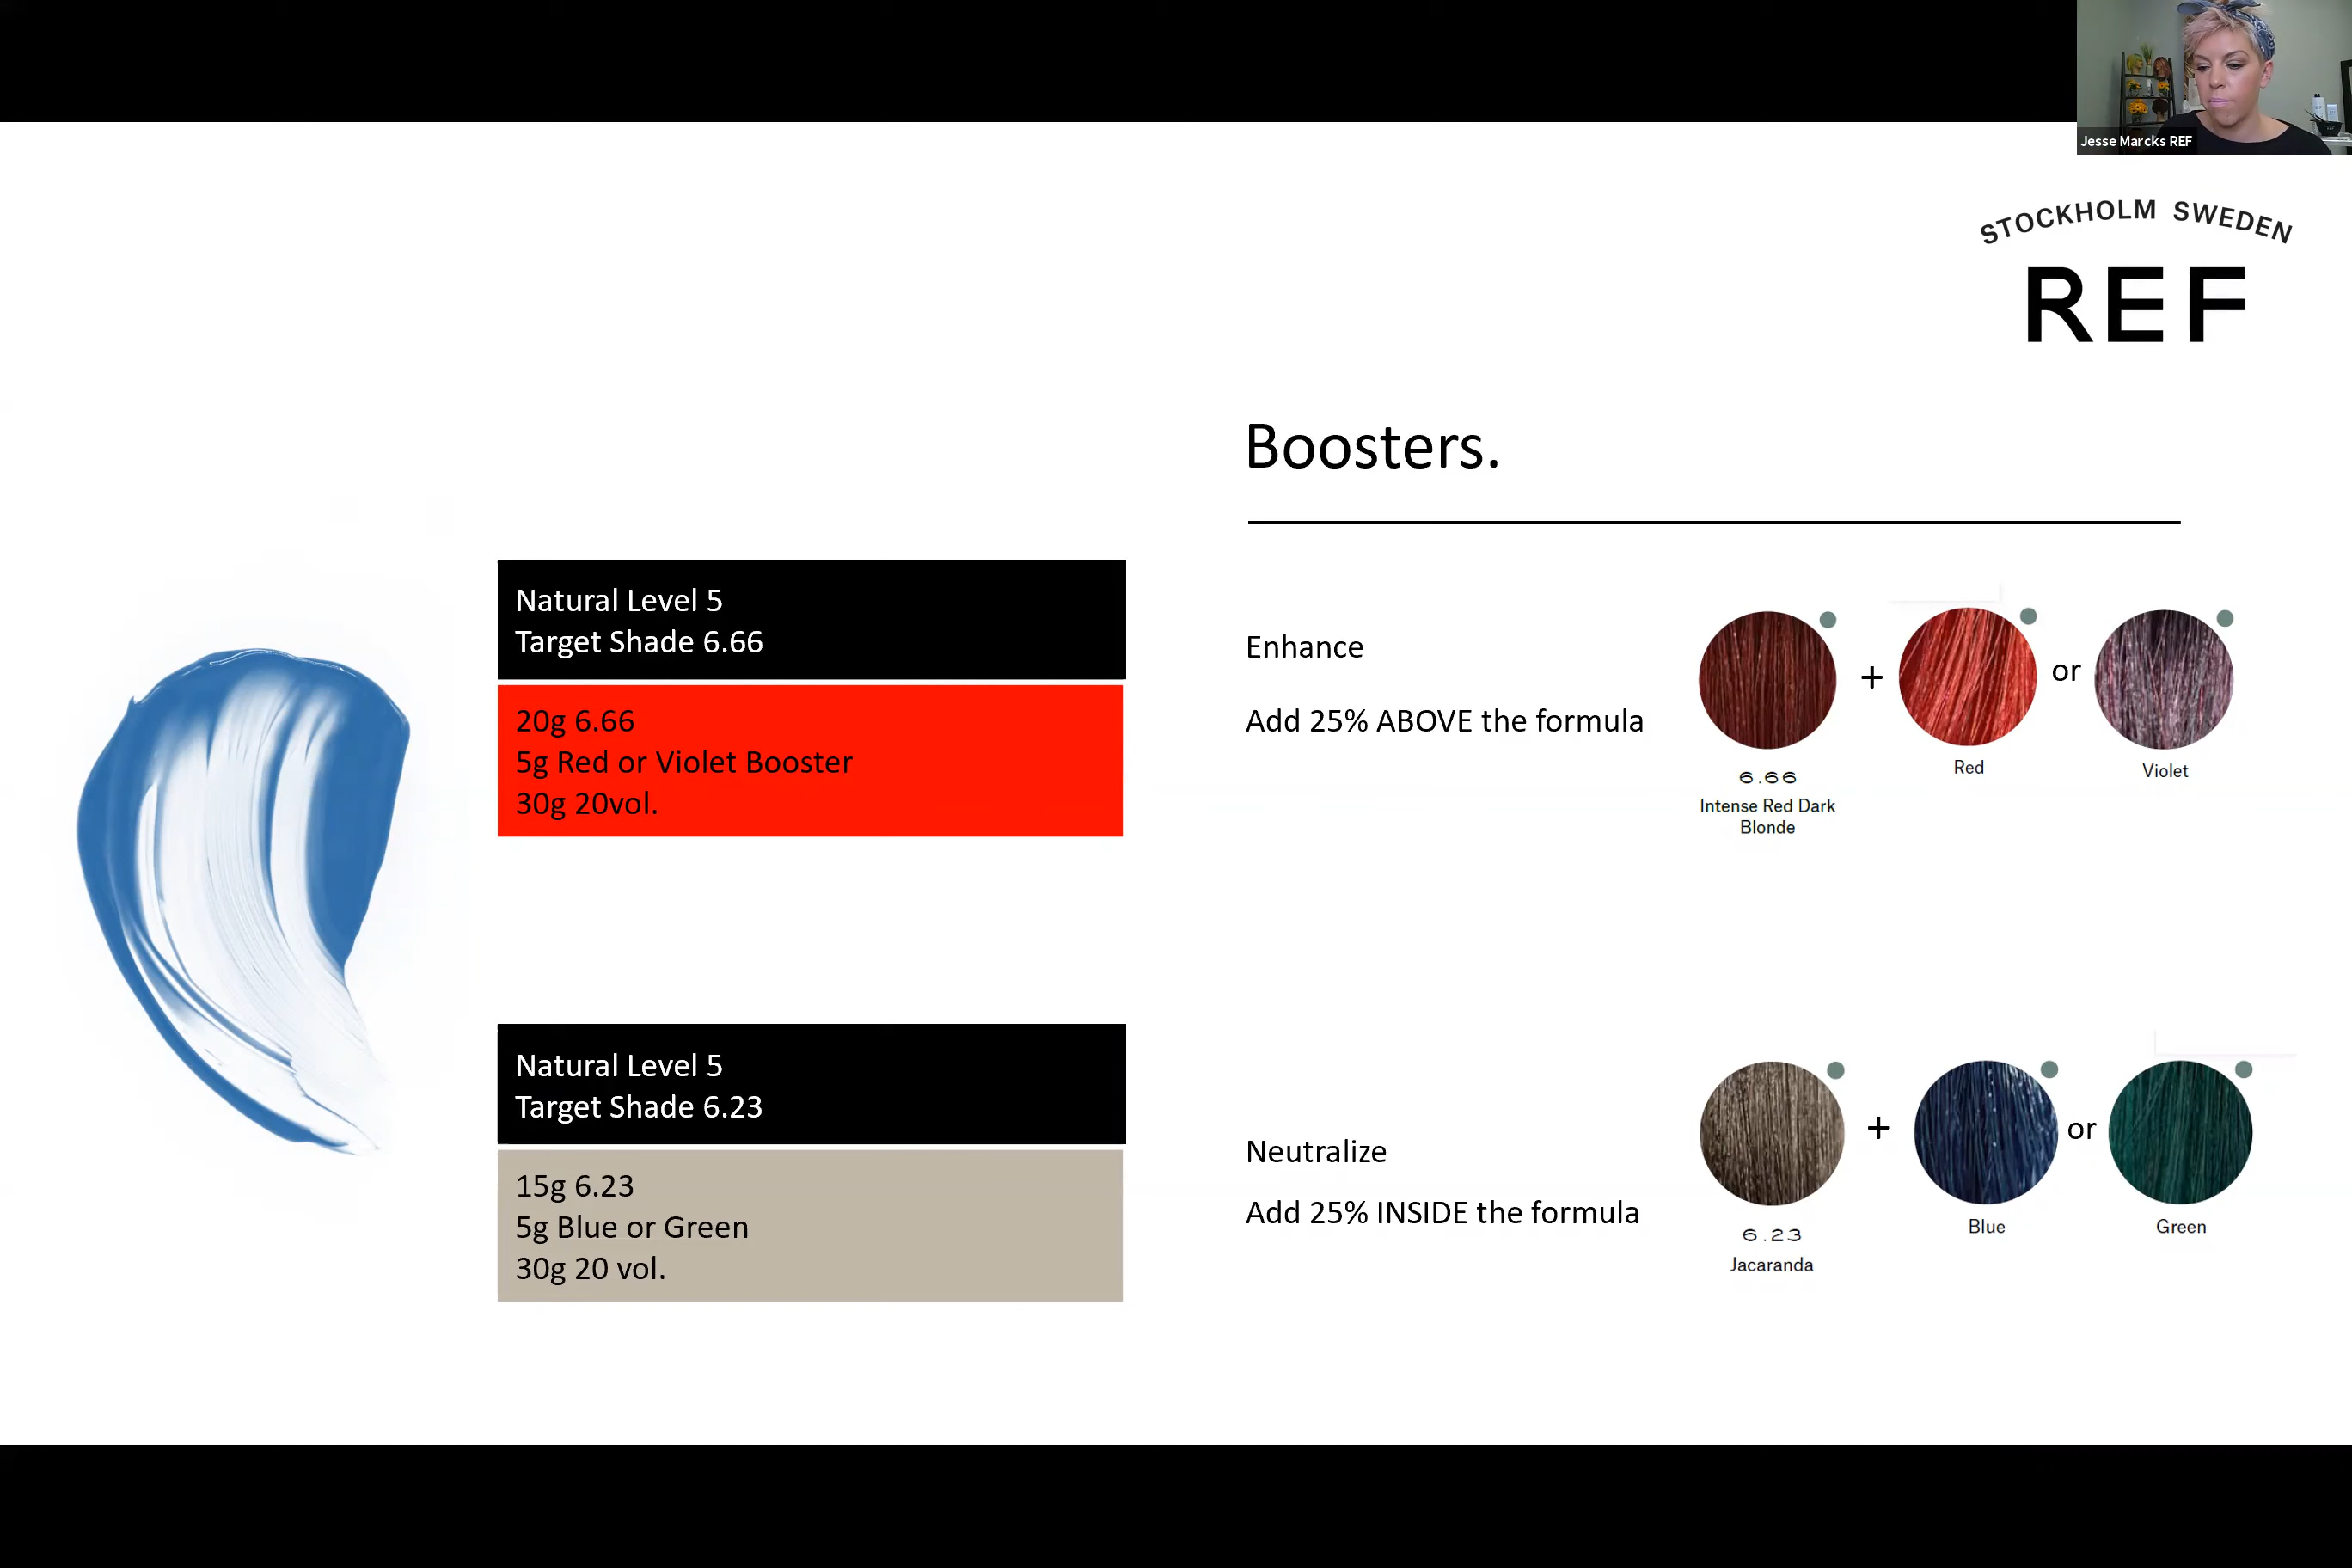 Jesse Marcks REF
STOCKHOLM SWEDEN
REF
Boosters.
Natural Level 5
Target Shade 6.66
20g 6.66
5g Red or Violet Booster
30g 20vol.
Enhance
Add 25% ABOVE the formula
+
or
6.66
Intense Red Dark
Blonde
Red
Violet
Natural Level 5
Target Shade 6.23
15g 6.23
5g Blue or Green
30g 20 vol.
Neutralize
Add 25% INSIDE the formula
+
or
6.23
Jacaranda
Blue
Green